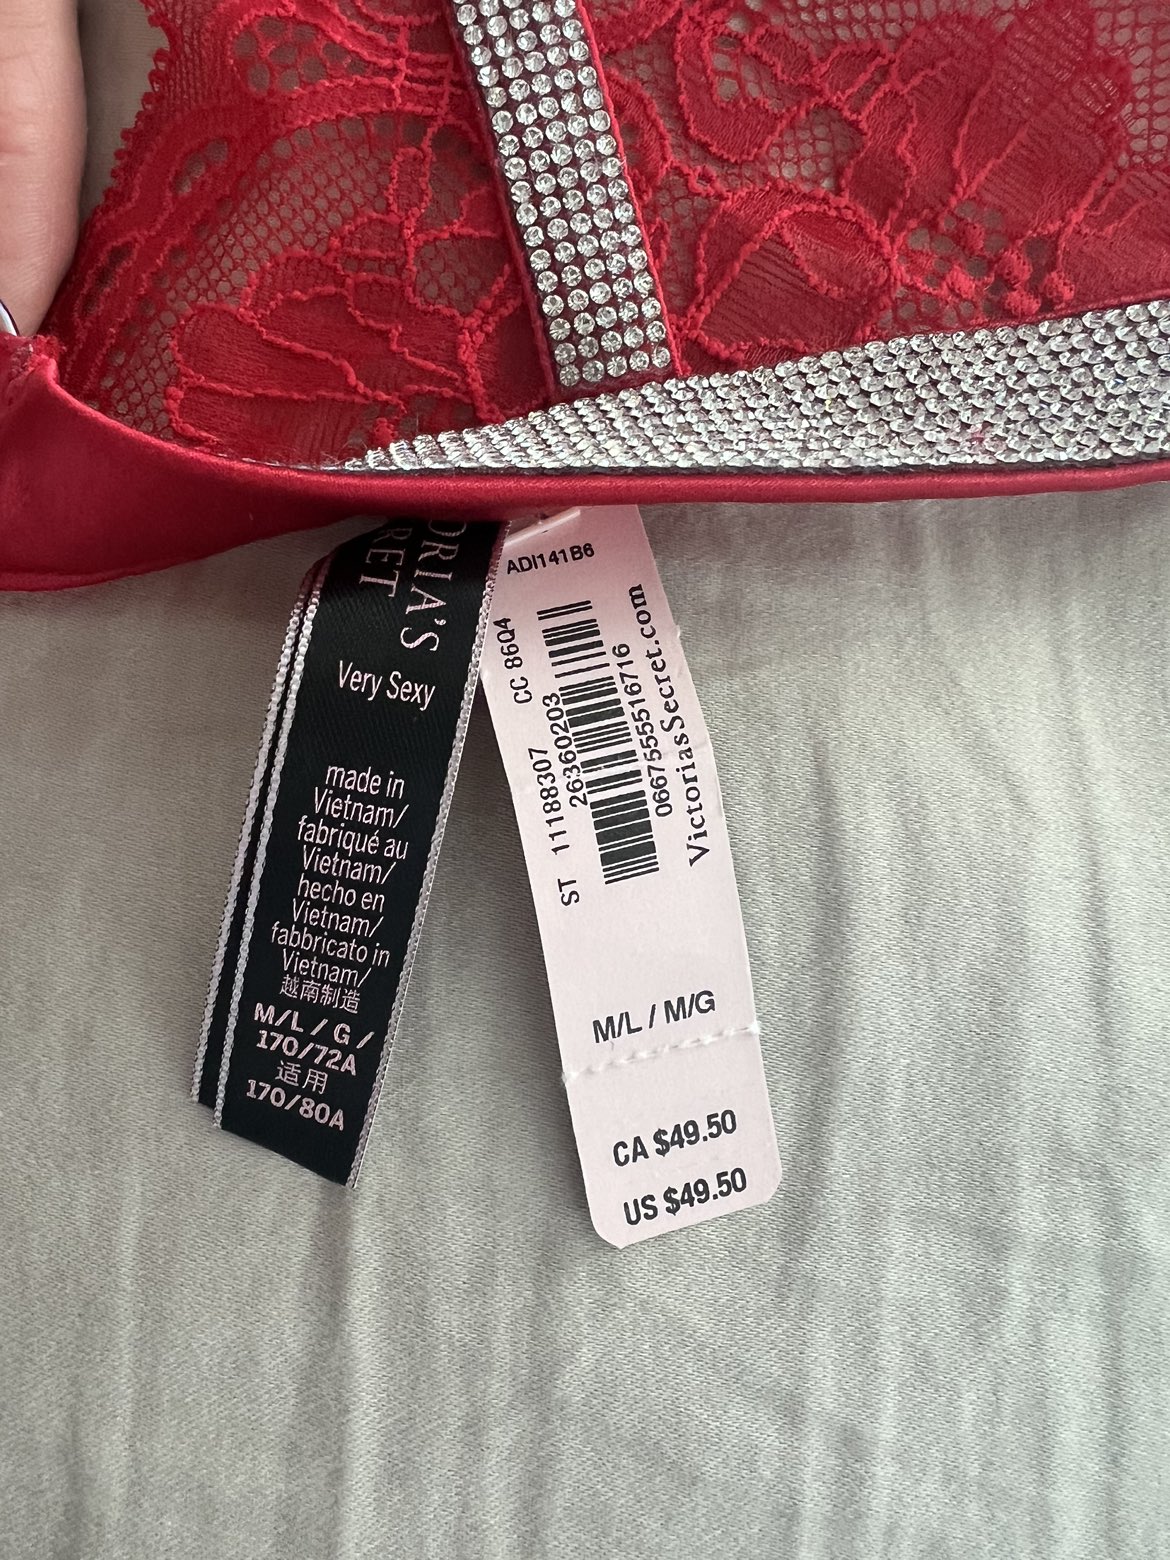 Very Sexy
made in
Vietnam/
fabriqué au
Vietnam/
hecho en
Vietnam/
fabbricato in
Vietnam/
越南制造
M/L / G /
170/72A
适用
170/80A
ADI141B6
CC 86Q4
ST 11188307
26360203
0667555516716
VictoriasSecret.com
M/L / M/G
CA $49.50
US $49.50